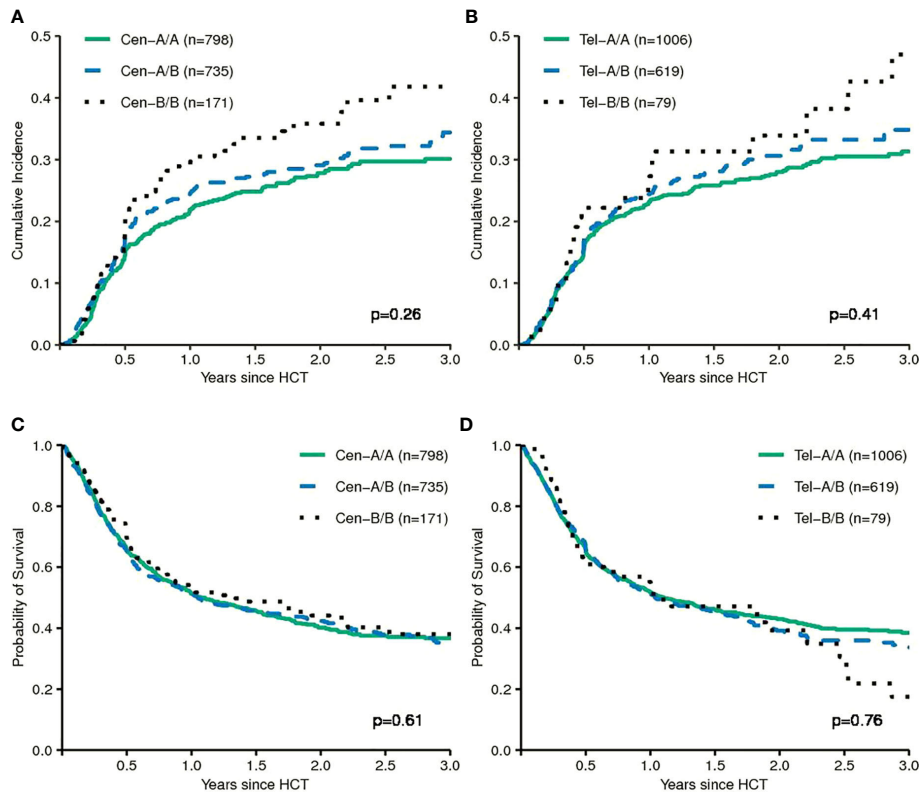 A
Cumulative Incidence
0.5
0.4
0.3
0.2
0.1
0.0
Cen−A/A (n=798)
Cen−A/B (n=735)
Cen−B/B (n=171)
p=0.26
0.5 1.0 1.5 2.0 2.5 3.0
Years since HCT
B
Cumulative Incidence
0.5
0.4
0.3
0.2
0.1
0.0
Tel−A/A (n=1006)
Tel−A/B (n=619)
Tel−B/B (n=79)
p=0.41
0.5 1.0 1.5 2.0 2.5 3.0
Years since HCT
C
Probability of Survival
1.0
0.8
0.6
0.4
0.2
0.0
Cen−A/A (n=798)
Cen−A/B (n=735)
Cen−B/B (n=171)
p=0.61
0.5 1.0 1.5 2.0 2.5 3.0
Years since HCT
D
Probability of Survival
1.0
0.8
0.6
0.4
0.2
0.0
Tel−A/A (n=1006)
Tel−A/B (n=619)
Tel−B/B (n=79)
p=0.76
0.5 1.0 1.5 2.0 2.5 3.0
Years since HCT